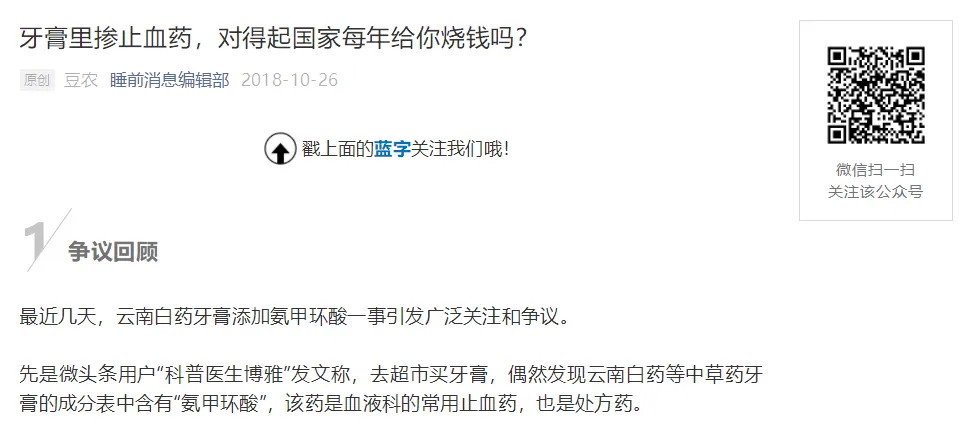 牙膏里掺止血药，对得起国家每年给你烧钱吗？
原创 豆农 睡前消息编辑部 2018-10-26
戳上面的蓝字关注我们哦！
微信扫一扫
关注该公众号
1 争议回顾
最近几天，云南白药牙膏添加氨甲环酸一事引发广泛关注和争议。
先是微头条用户“科普医生博雅”发文称，去超市买牙膏，偶然发现云南白药等中草药牙
膏的成分表中含有“氨甲环酸”，该药是血液科的常用止血药，也是处方药。